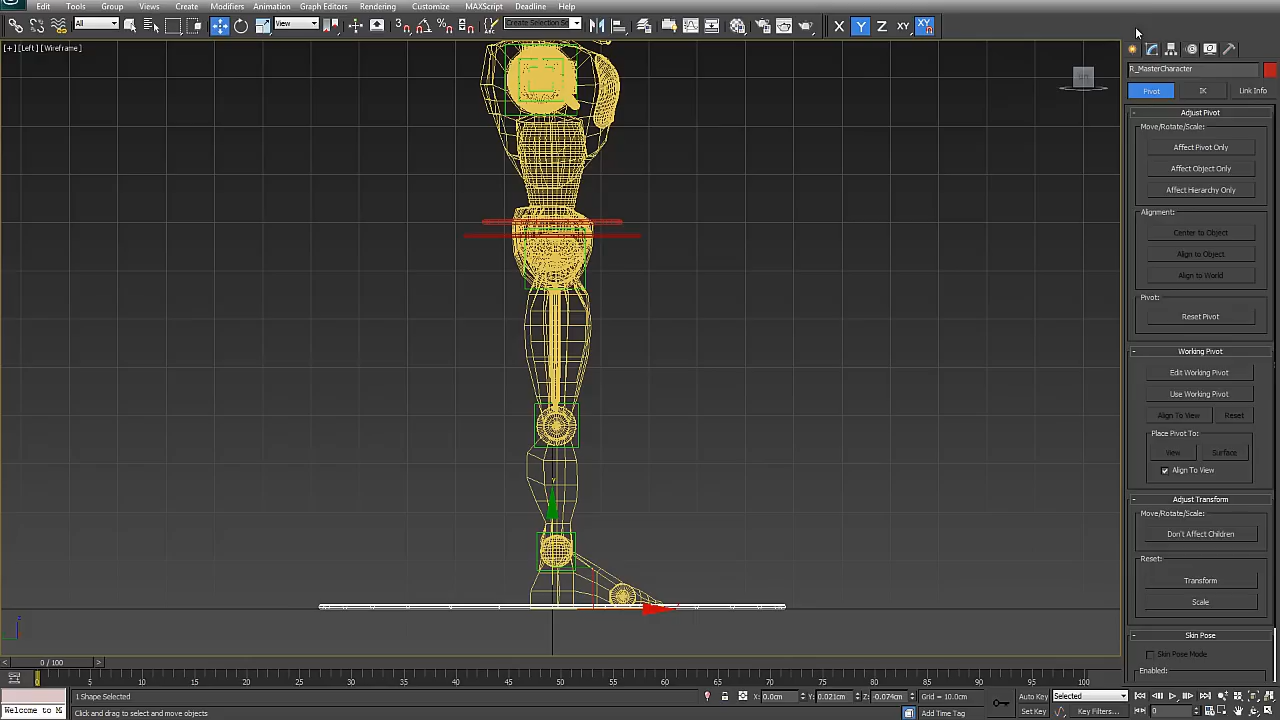 Edit Tools Group Views Create Modifiers Animation Graph Editors Rendering Customize MAXScript Deadline Help
All View Create Selection Se X Y Z XY
[+] [Left] [Wireframe]
R_MasterCharacter
Pivot IK Link Info
- Adjust Pivot
Move/Rotate/Scale:
Affect Pivot Only
Affect Object Only
Affect Hierarchy Only
Alignment:
Center to Object
Align to Object
Align to World
Pivot:
Reset Pivot
- Working Pivot
Edit Working Pivot
Use Working Pivot
Align To View Reset
Place Pivot To:
View Surface
Align To View
- Adjust Transform
Move/Rotate/Scale:
Don't Affect Children
Reset:
Transform
Scale
- Skin Pose
Skin Pose Mode
Enabled:
< 0 / 100 >
0 5 10 15 20 25 30 35 40 45 50 55 60 65 70 75 80 85 90 95 100
1 Shape Selected X: 0.0cm Y: 0.021cm Z: -0.074cm Grid = 10.0cm Auto Key Selected
Welcome to M Click and drag to select and move objects Add Time Tag Set Key Key Filters... 0